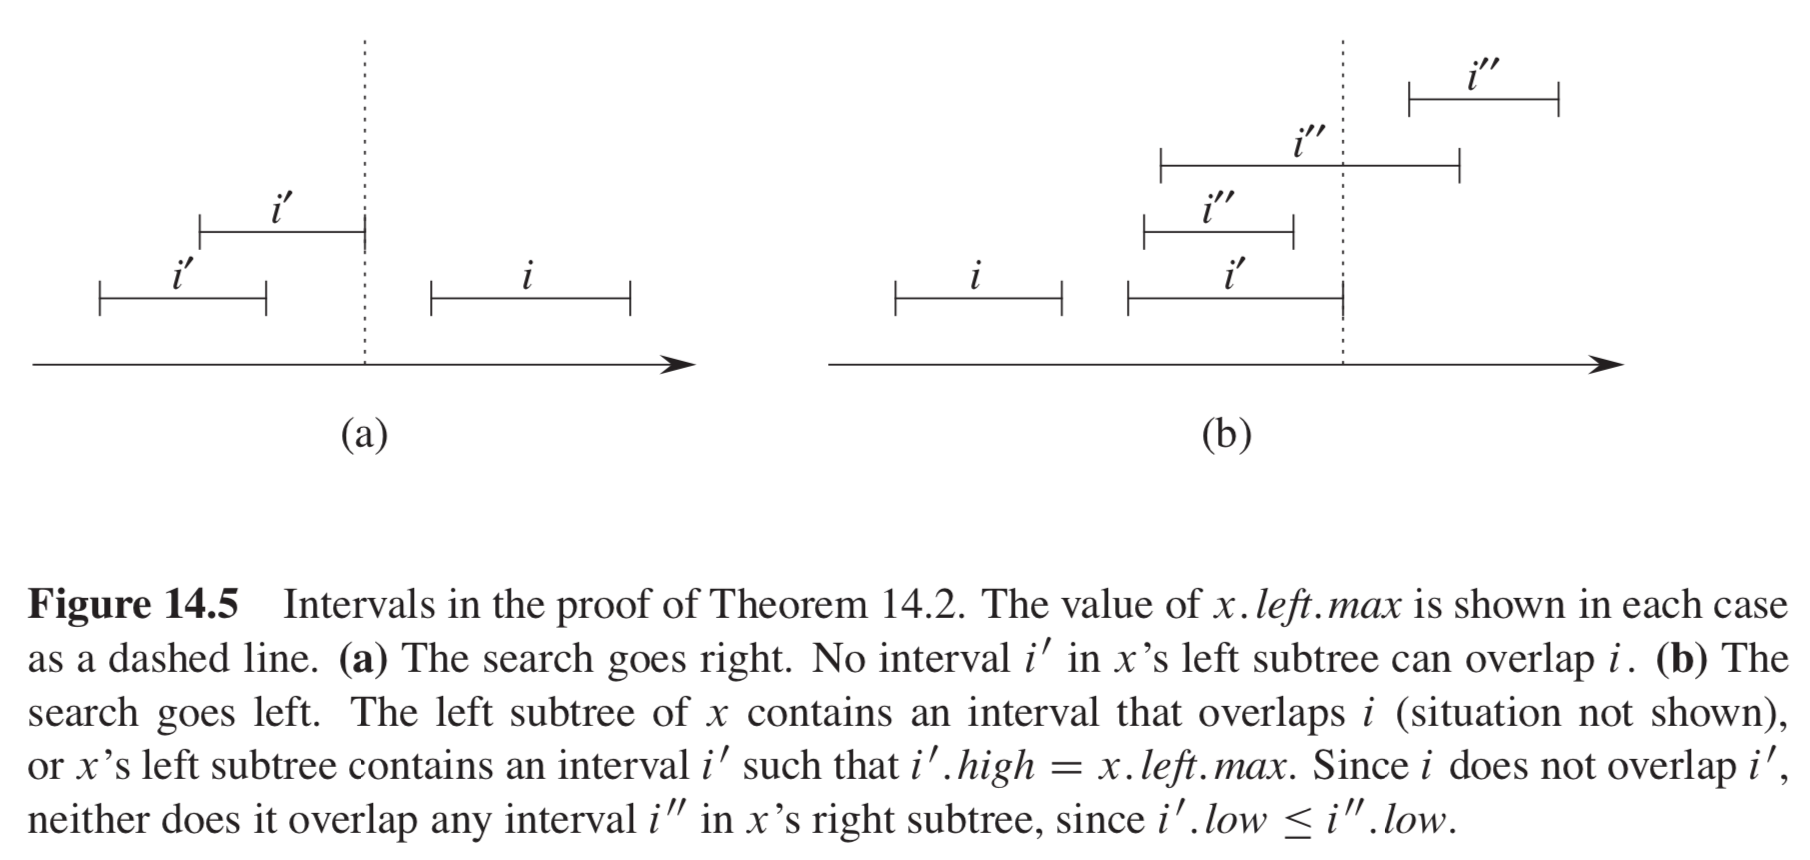 i″
i″
i′
i″
i′
i
i
i′
(a)
(b)
Figure 14.5 Intervals in the proof of Theorem 14.2. The value of x.left.max is shown in each case
as a dashed line. (a) The search goes right. No interval i′ in x’s left subtree can overlap i. (b) The
search goes left. The left subtree of x contains an interval that overlaps i (situation not shown),
or x’s left subtree contains an interval i′ such that i′.high = x.left.max. Since i does not overlap i′,
neither does it overlap any interval i″ in x’s right subtree, since i′.low ≤ i″.low.